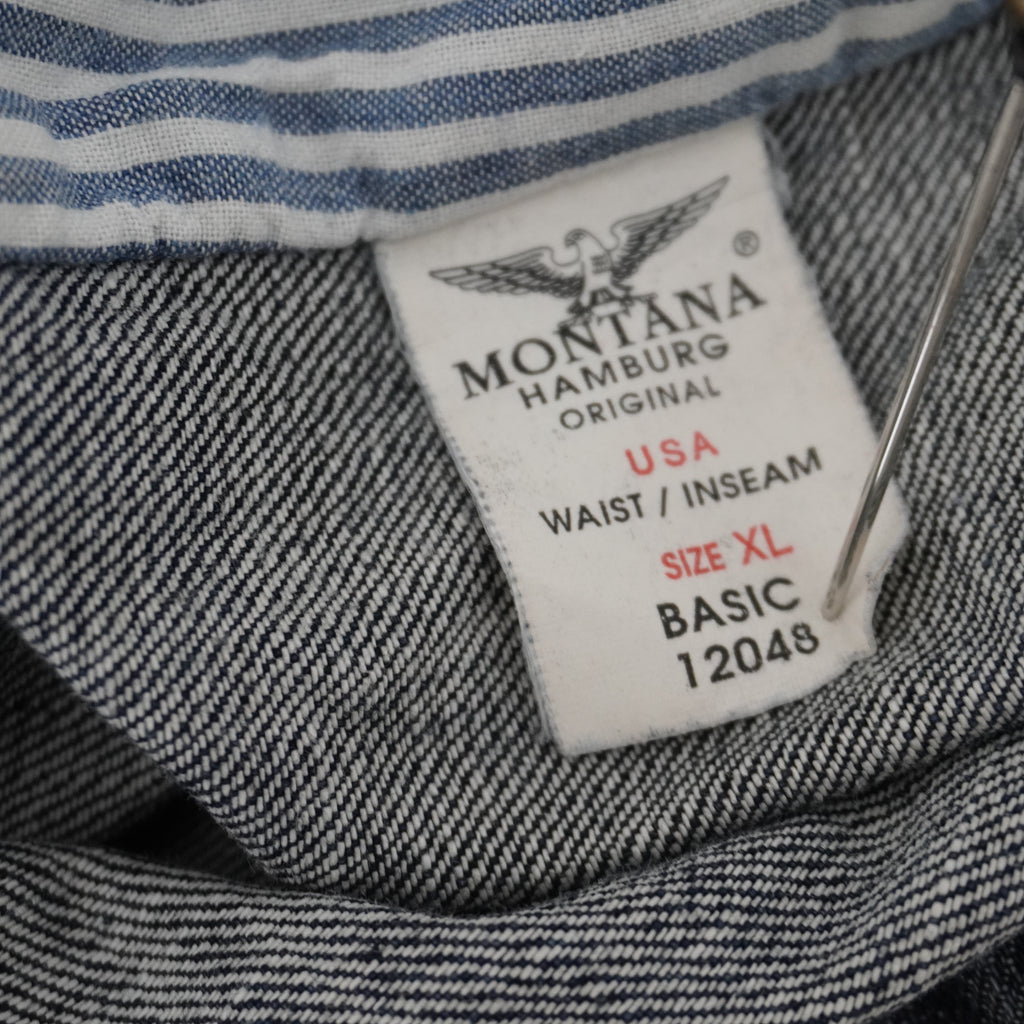 ®
MONTANA
HAMBURG
ORIGINAL
USA
WAIST / INSEAM
SIZE XL
BASIC
12048